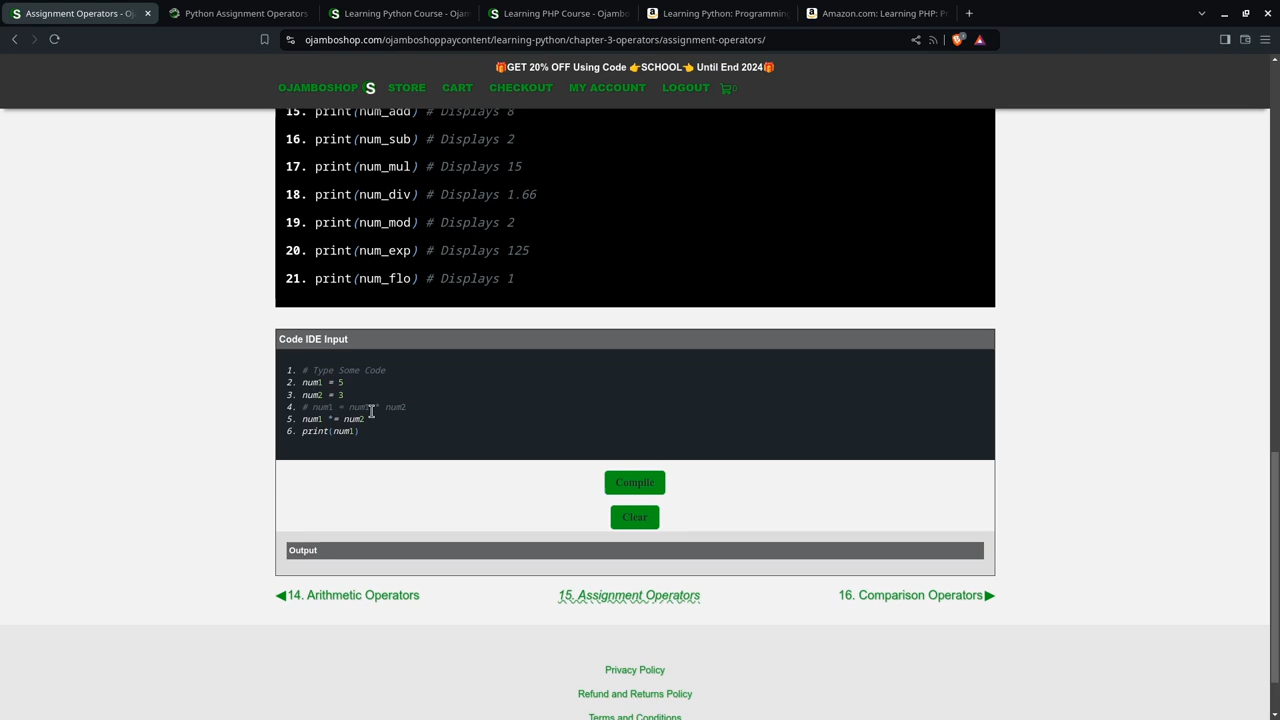 Assignment Operators - Oj
Python Assignment Operators
Learning Python Course - Ojam
Learning PHP Course - Ojambo
Learning Python: Programming
Amazon.com: Learning PHP: P
ojamboshop.com/ojamboshoppaycontent/learning-python/chapter-3-operators/assignment-operators/
🎁GET 20% OFF Using Code 👉SCHOOL👈 Until End 2024🎁
OJAMBOSHOP S STORE CART CHECKOUT MY ACCOUNT LOGOUT 0
15. print(num_add) # Displays 8
16. print(num_sub) # Displays 2
17. print(num_mul) # Displays 15
18. print(num_div) # Displays 1.66
19. print(num_mod) # Displays 2
20. print(num_exp) # Displays 125
21. print(num_flo) # Displays 1
Code IDE Input
1. # Type Some Code
2. num1 = 5
3. num2 = 3
4. # num1 = num1 * num2
5. num1 *= num2
6. print(num1)
Compile
Clear
Output
◀14. Arithmetic Operators
15. Assignment Operators
16. Comparison Operators▶
Privacy Policy
Refund and Returns Policy
Terms and Conditions